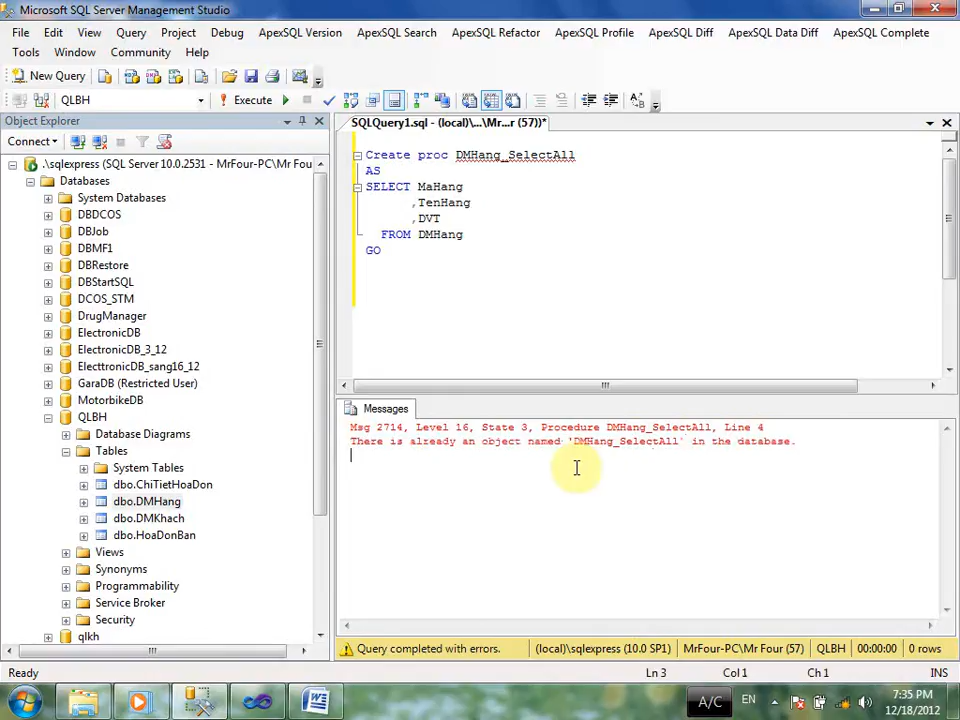 Microsoft SQL Server Management Studio
File Edit View Query Project Debug ApexSQL Version ApexSQL Search ApexSQL Refactor ApexSQL Profile ApexSQL Diff ApexSQL Data Diff ApexSQL Complete
Tools Window Community Help
New Query
QLBH Execute
Object Explorer
SQLQuery1.sql - (local)\...\Mr...r (57))*
Connect
.\sqlexpress (SQL Server 10.0.2531 - MrFour-PC\Mr Fou
Databases
System Databases
DBDCOS
DBJob
DBMF1
DBRestore
DBStartSQL
DCOS_STM
DrugManager
ElectronicDB
ElectronicDB_3_12
ElecttronicDB_sang16_12
GaraDB (Restricted User)
MotorbikeDB
QLBH
Database Diagrams
Tables
System Tables
dbo.ChiTietHoaDon
dbo.DMHang
dbo.DMKhach
dbo.HoaDonBan
Views
Synonyms
Programmability
Service Broker
Security
qlkh
Create proc DMHang_SelectAll
AS
SELECT MaHang
,TenHang
,DVT
FROM DMHang
GO
Messages
Msg 2714, Level 16, State 3, Procedure DMHang_SelectAll, Line 4
There is already an object named 'DMHang_SelectAll' in the database.
Query completed with errors. (local)\sqlexpress (10.0 SP1) MrFour-PC\Mr Four (57) QLBH 00:00:00 0 rows
Ready Ln 3 Col 1 Ch 1 INS
A/C EN 7:35 PM
12/18/2012